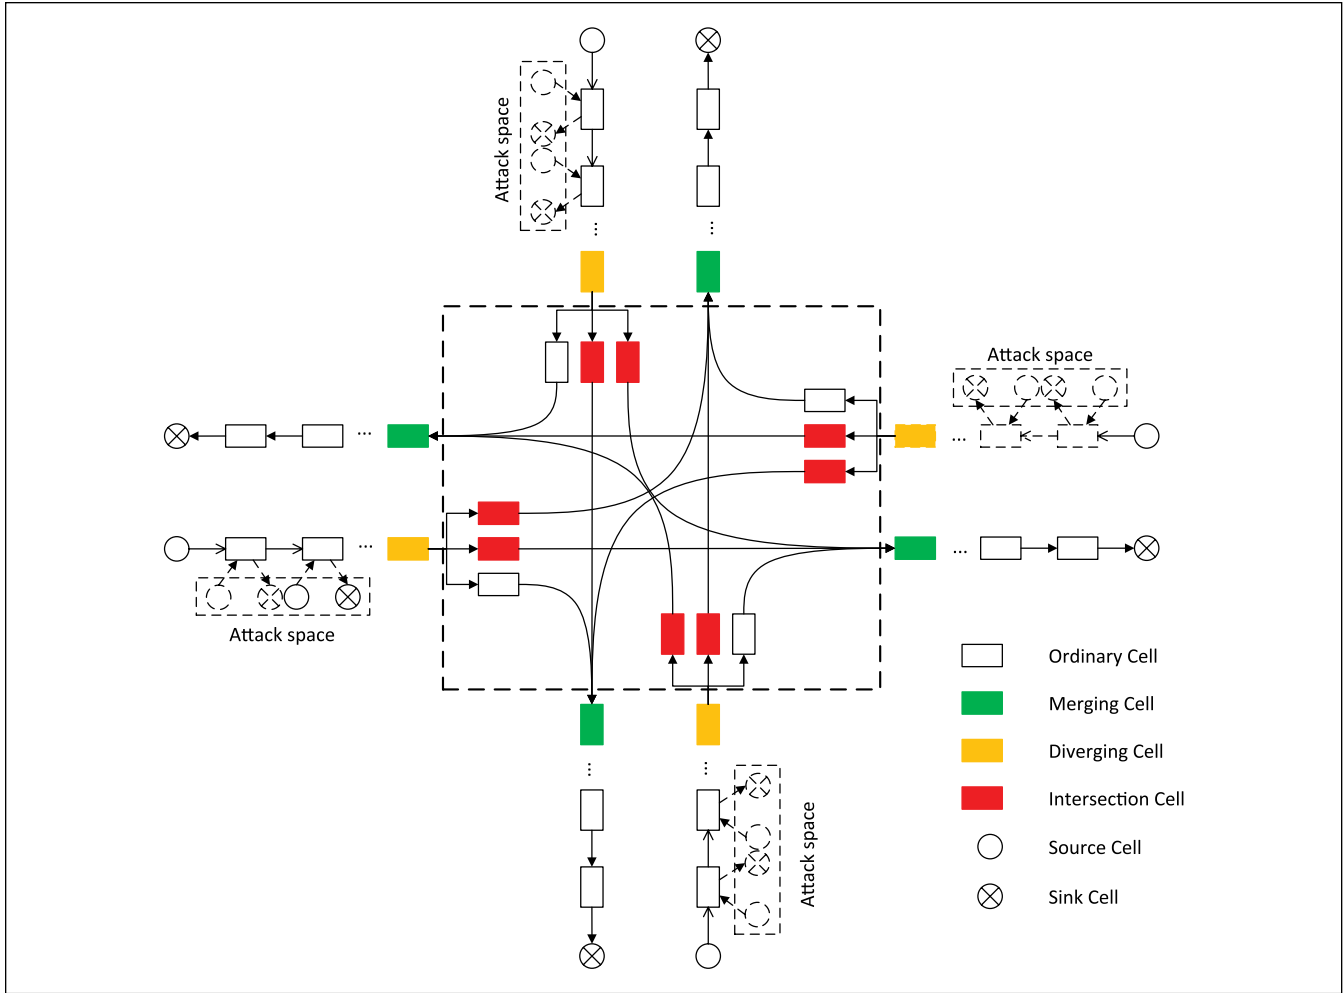 Attack space
...
...
Attack space
...
...
...
...
Attack space
Ordinary Cell
Merging Cell
Diverging Cell
Intersection Cell
Source Cell
Sink Cell
...
...
Attack space